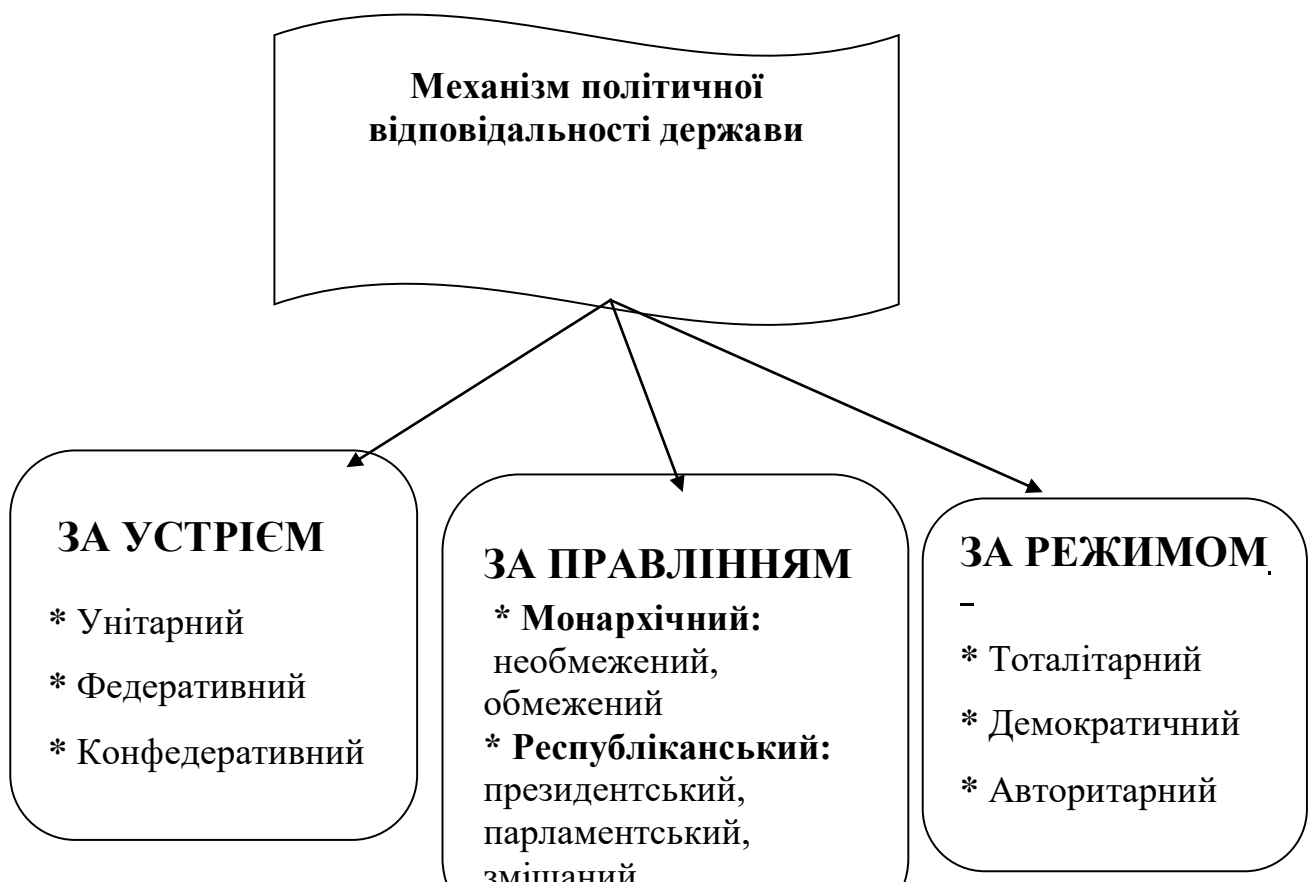 Механізм політичної
відповідальності держави
ЗА УСТРІЄМ
* Унітарний
* Федеративний
* Конфедеративний
ЗА ПРАВЛІННЯМ
* Монархічний:
необмежений,
обмежений
* Республіканський:
президентський,
парламентський,
змішаний
ЗА РЕЖИМОМ
* Тоталітарний
* Демократичний
* Авторитарний